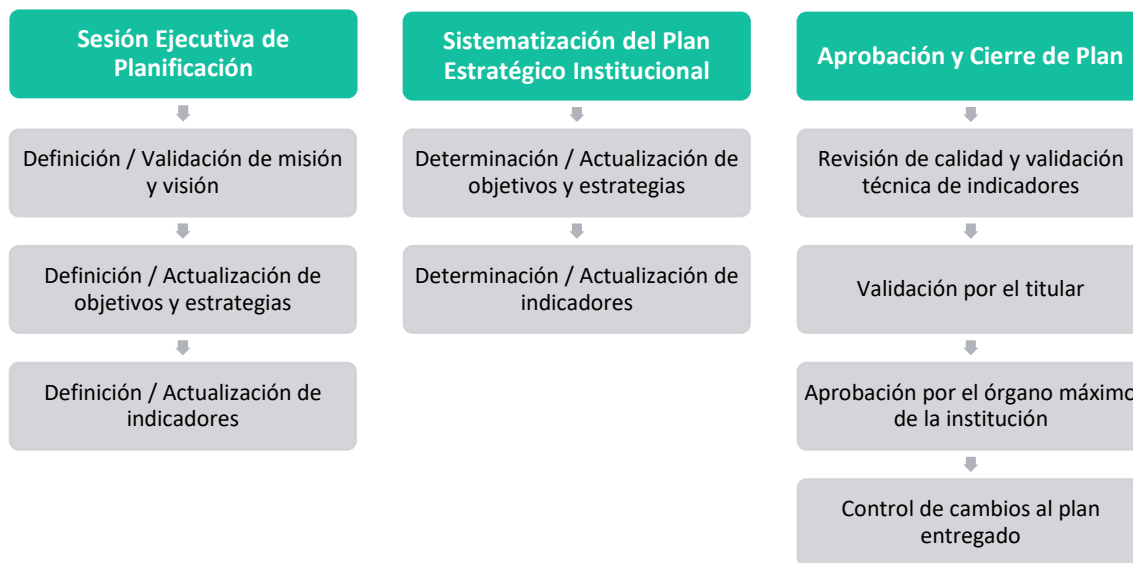 Sesión Ejecutiva de
Planificación
Definición / Validación de misión
y visión
Definición / Actualización de
objetivos y estrategias
Definición / Actualización de
indicadores
Sistematización del Plan
Estratégico Institucional
Determinación / Actualización de
objetivos y estrategias
Determinación / Actualización de
indicadores
Aprobación y Cierre de Plan
Revisión de calidad y validación
técnica de indicadores
Validación por el titular
Aprobación por el órgano máximo
de la institución
Control de cambios al plan
entregado